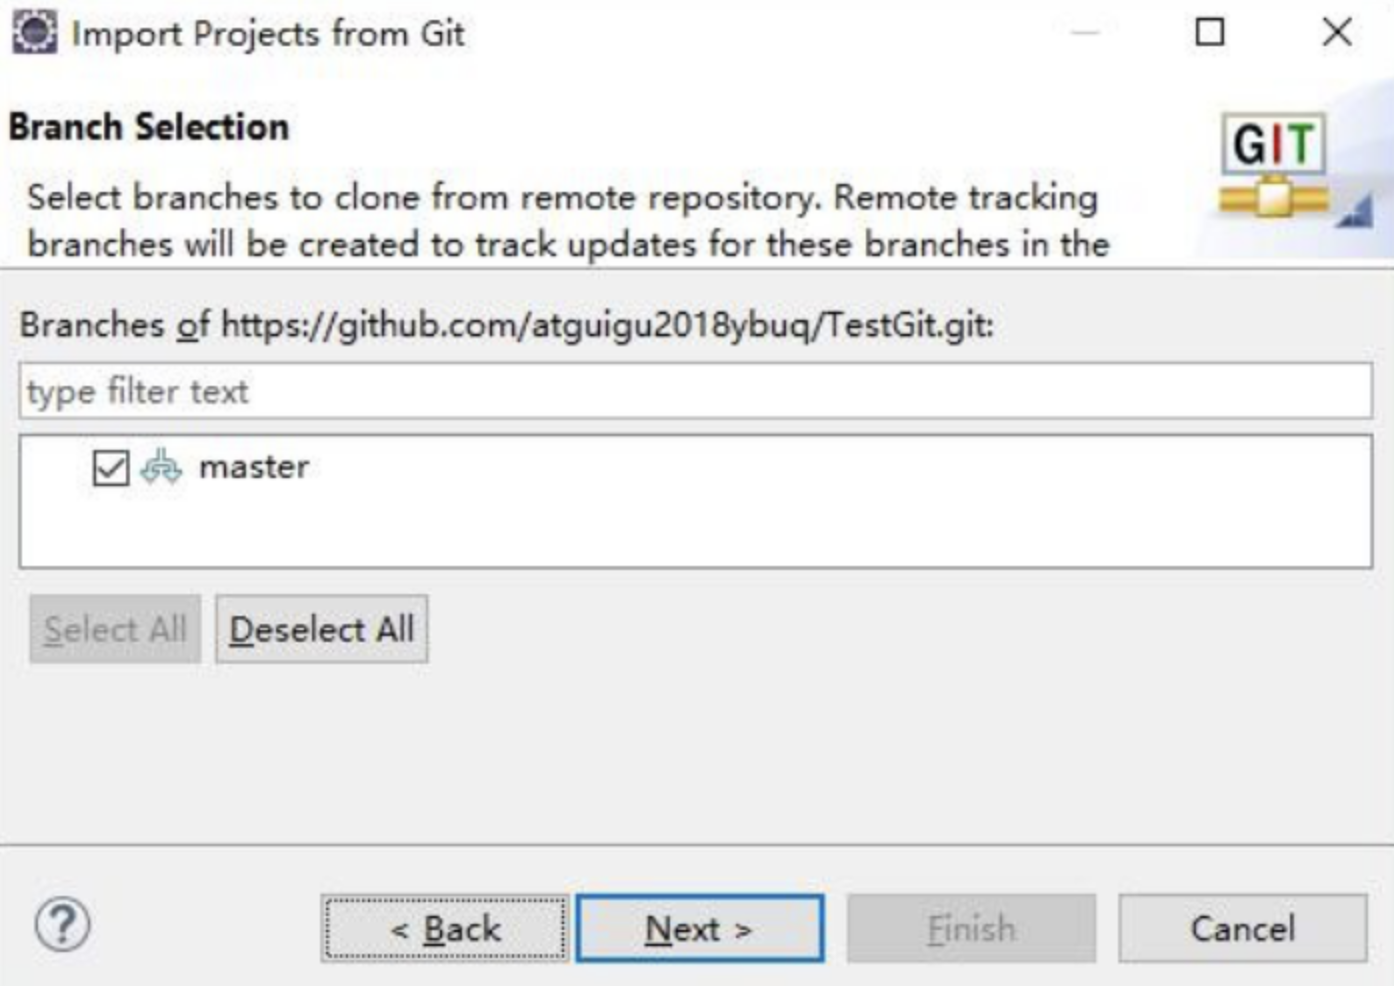 Import Projects from Git
Branch Selection
GIT
Select branches to clone from remote repository. Remote tracking
branches will be created to track updates for these branches in the
Branches of https://github.com/atguigu2018ybuq/TestGit.git:
type filter text
master
Select All Deselect All
? < Back Next > Finish Cancel